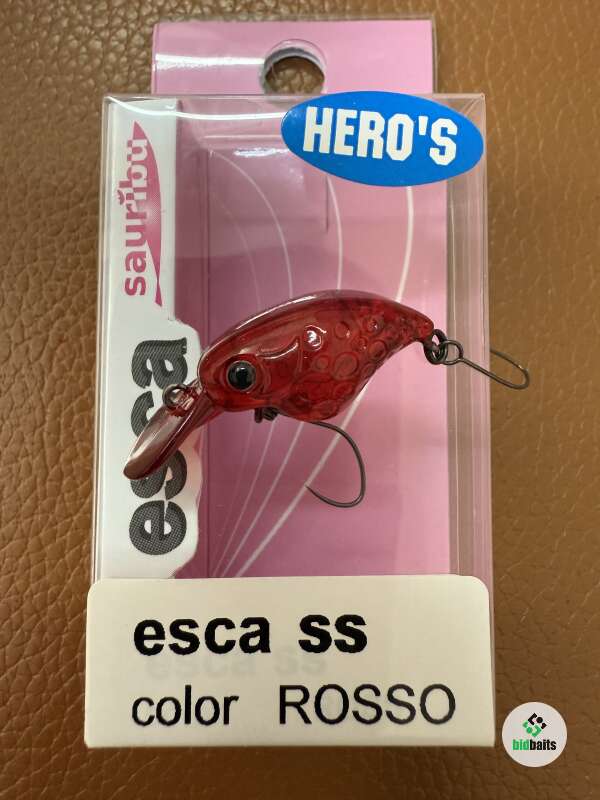 HERO'S
sauribu
esca
esca ss
color ROSSO
bidbaits